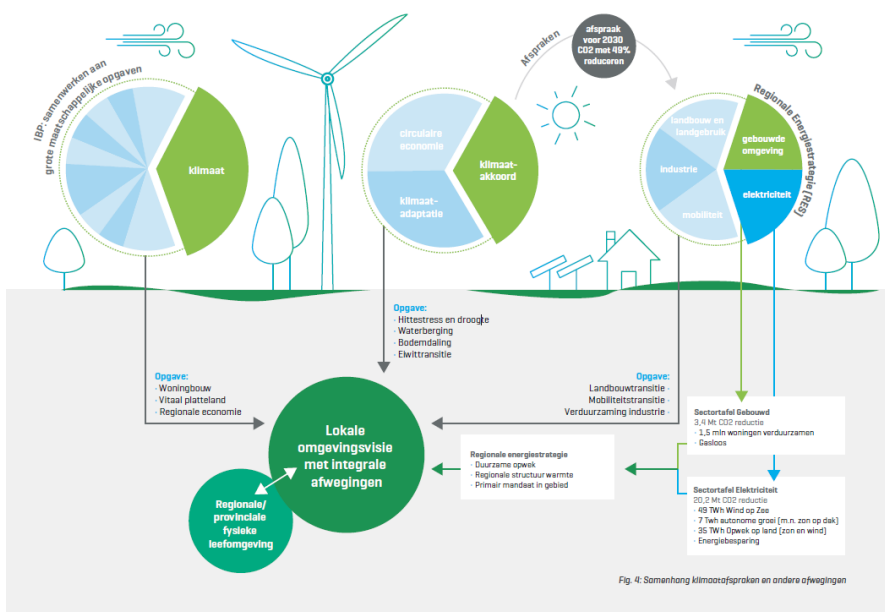 IBP: samenwerken aan
grote maatschappelijke opgaven
klimaat
circulaire
economie
klimaat-
adaptatie
klimaat-
akkoord
Afspraken
afspraak
voor 2030
CO2 met 49%
reduceren
Regionale Energiestrategie (RES)
landbouw en
landgebruik
industrie
mobiliteit
gebouwde
omgeving
elektriciteit
Opgave:
· Hittestress en droogte
· Waterberging
· Bodemdaling
· Eiwittransitie
Opgave:
· Woningbouw
· Vitaal platteland
· Regionale economie
Opgave:
Landbouwtransitie ·
Mobiliteitstransitie ·
Verduurzaming industrie ·
Lokale
omgevingsvisie
met integrale
afwegingen
Regionale/
provinciale
fysieke
leefomgeving
Regionale energiestrategie
· Duurzame opwek
· Regionale structuur warmte
· Primair mandaat in gebied
Sectortafel Gebouwd
3,4 Mt CO2 reductie
· 1,5 mln woningen verduurzamen
· Gasloos
Sectortafel Elektriciteit
20,2 Mt CO2 reductie
· 49 TWh Wind op Zee
· 7 Twh autonome groei (m.n. zon op dak)
· 35 TWh Opwek op land (zon en wind)
· Energiebesparing
Fig. 4: Samenhang klimaatafspraken en andere afwegingen